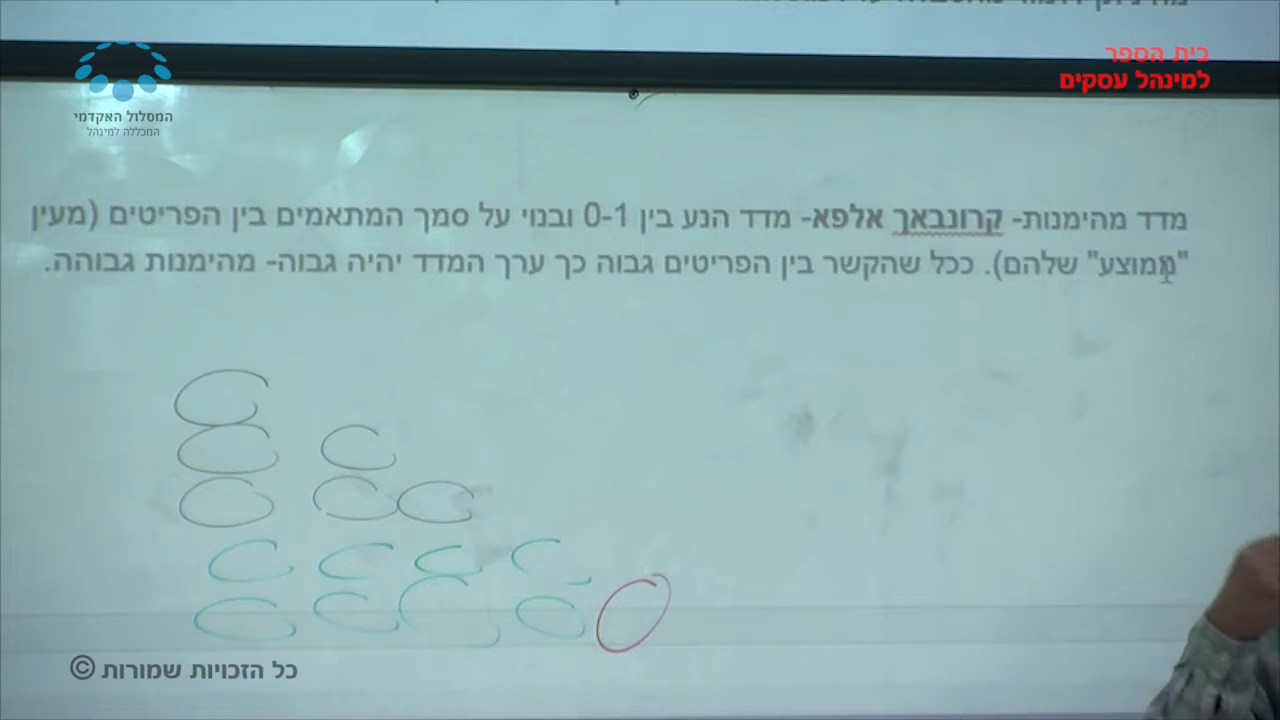 בית הספר
למינהל עסקים
המסלול האקדמי
המכללה למינהל
מדד מהימנות- קרונבאך אלפא- מדד הנע בין 0-1 ובנוי על סמך המתאמים בין הפריטים (מעין
"ממוצע" שלהם). ככל שהקשר בין הפריטים גבוה כך ערך המדד יהיה גבוה- מהימנות גבוהה.
כל הזכויות שמורות ©